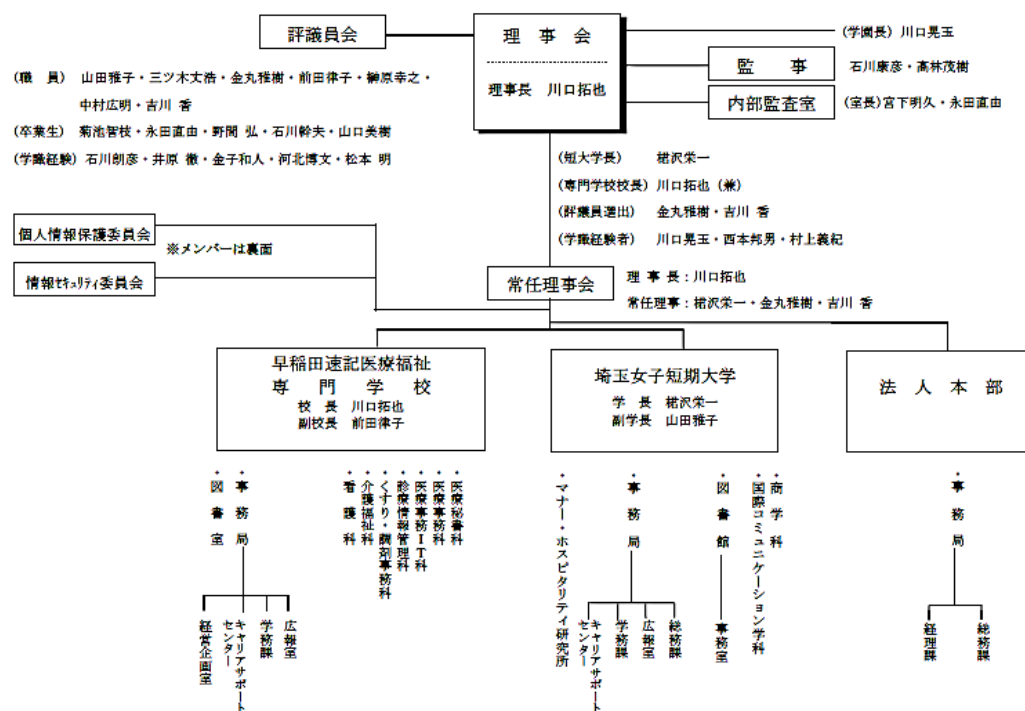 評議員会
理事会
理事長 川口拓也
(学園長) 川口晃玉
監事
石川康彦・高林茂樹
内部監査室
(室長)宮下明久・永田直由
(職 員) 山田雅子・三ツ木丈浩・金丸雅樹・前田律子・榊原幸之・
中村広明・吉川 香
(卒業生) 菊池智枝・永田直由・野間 弘・石川幹夫・山口美樹
(学識経験) 石川朗彦・井原 徹・金子和人・河北博文・松本 明
(短大学長) 桾沢栄一
(専門学校校長) 川口拓也 (兼)
(評議員選出) 金丸雅樹・吉川 香
(学識経験者) 川口晃玉・西本邦男・村上義紀
個人情報保護委員会
※メンバーは裏面
情報セキュリティ委員会
常任理事会
理 事 長：川口拓也
常任理事：桾沢栄一・金丸雅樹・吉川 香
早稲田速記医療福祉
専門学校
校 長 川口拓也
副校長 前田律子
埼玉女子短期大学
学 長 桾沢栄一
副学長 山田雅子
法人本部
・医療秘書科
・医療事務科
・医療事務IT科
・診療情報管理科
・くすり・調剤事務科
・介護福祉科
・看護科
・事務局
・図書室
広報室
学務課
キャリアサポート
センター
経営企画室
・商学科
・国際コミュニケーション学科
・図書館
事務室
・事務局
総務課
広報室
学務課
キャリアサポート
センター
・マナー・ホスピタリティ研究所
・事務局
総務課
経理課